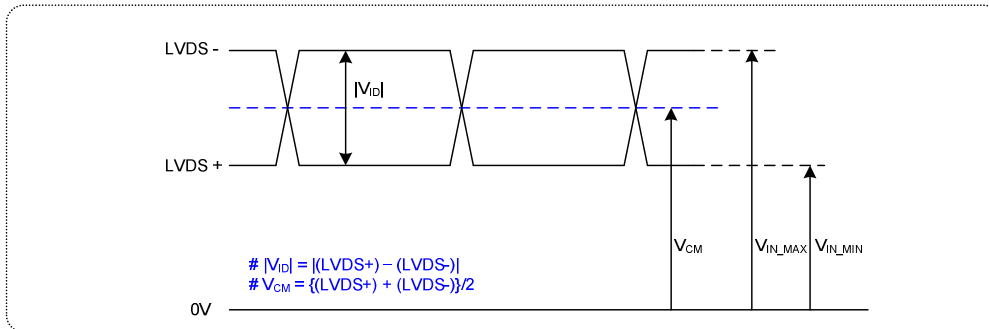 LVDS -
|VID|
LVDS +
VCM
VIN_MAX
VIN_MIN
# |VID| = |(LVDS+) – (LVDS-)|
# VCM = {(LVDS+) + (LVDS-)}/2
0V